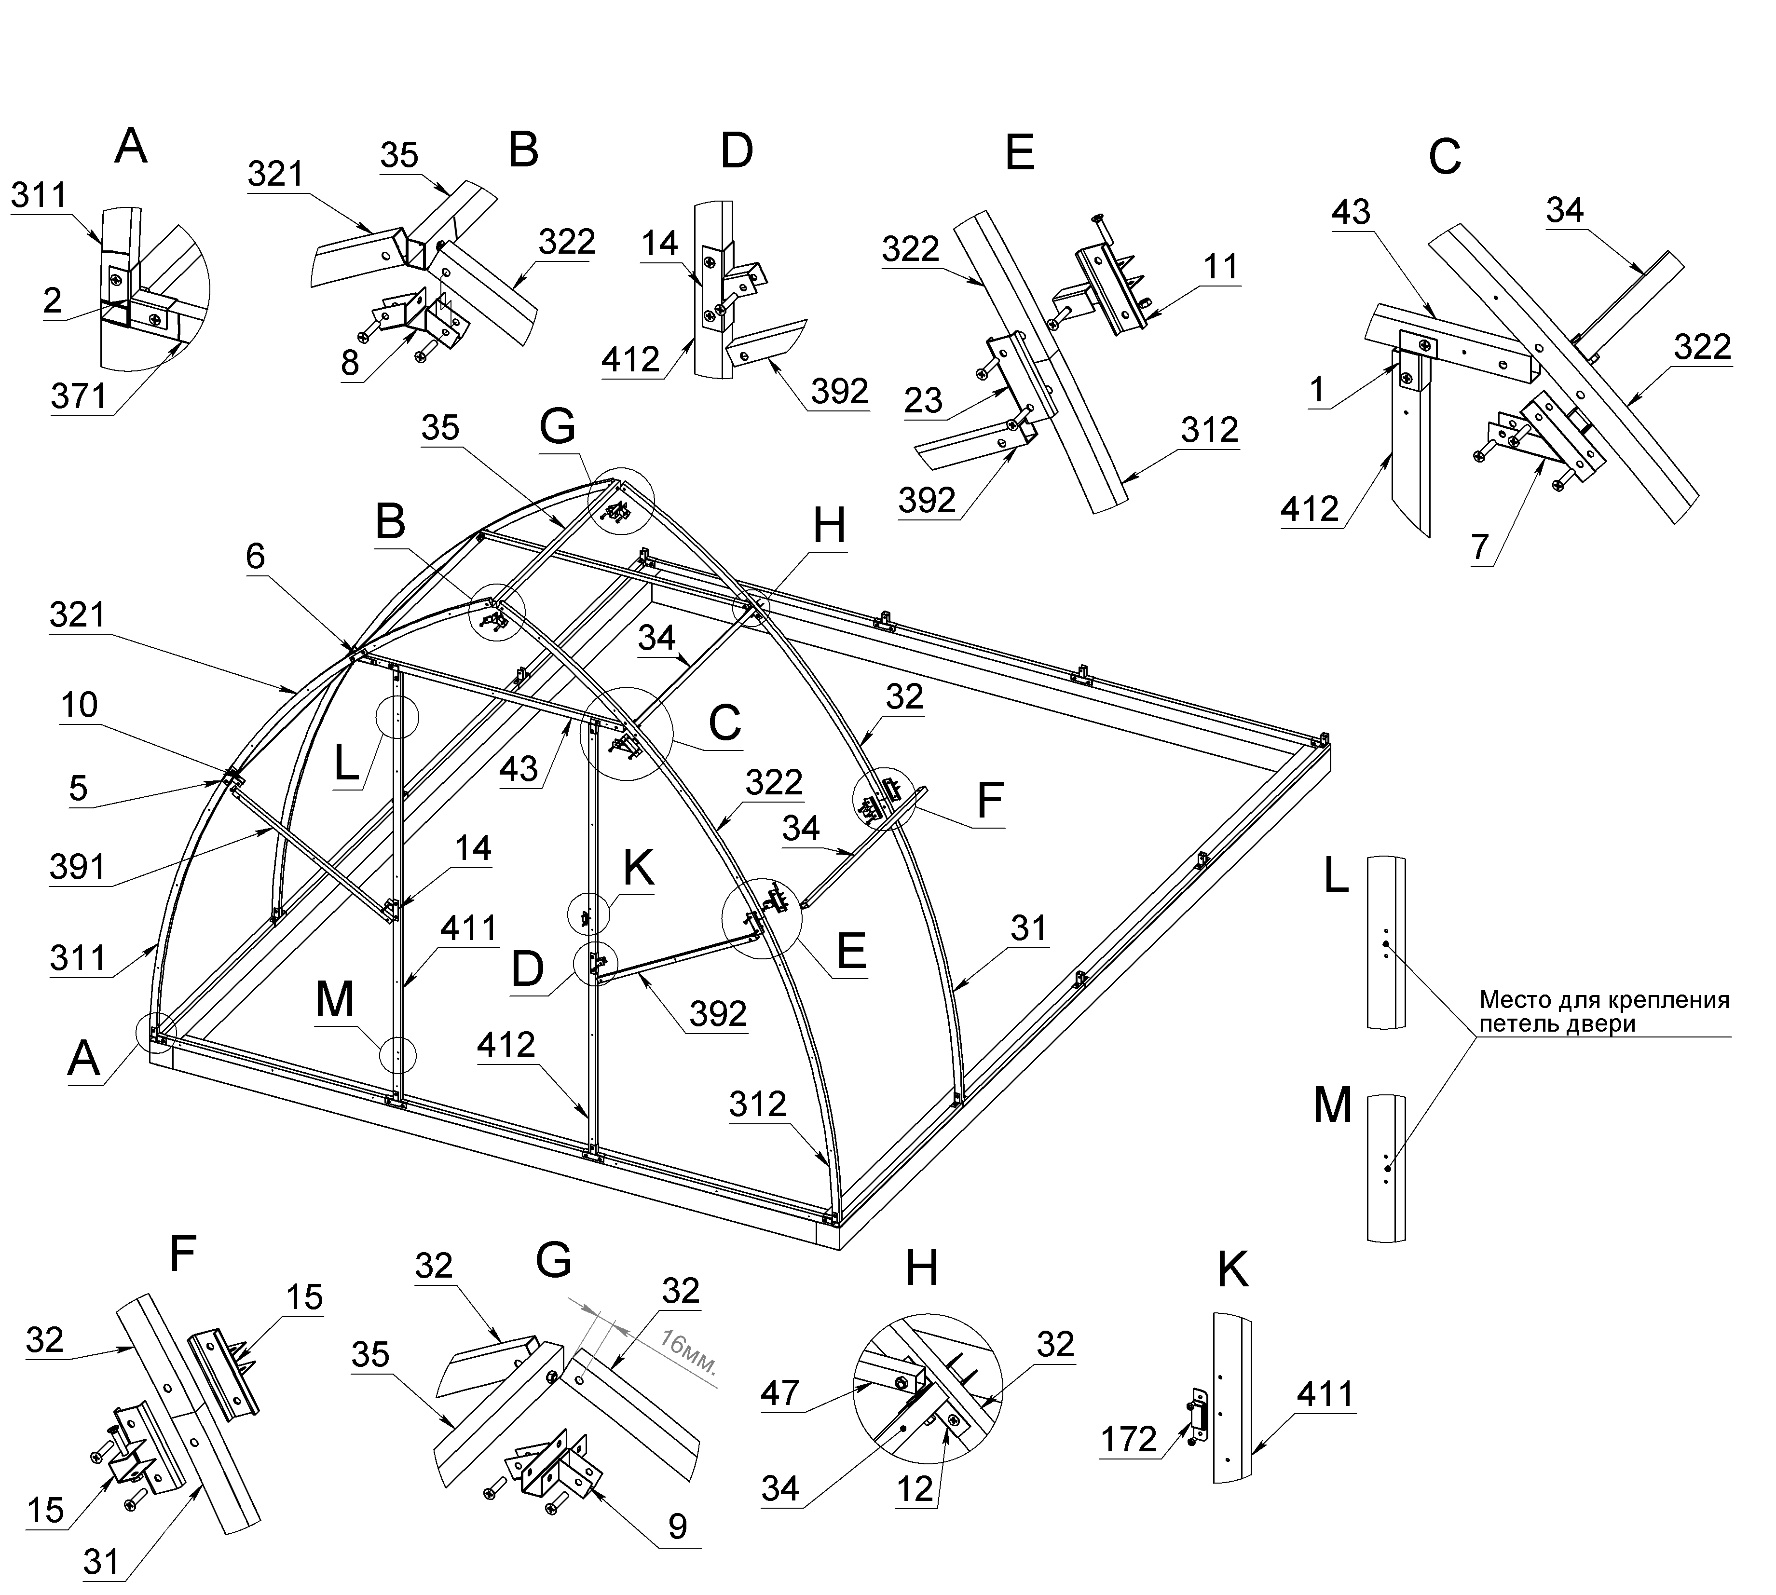 A
311
2
371
B
35
321
322
8
D
14
412
392
E
322
11
23
312
392
C
43
34
322
1
412
7
35
G
B
H
6
321
34
32
10
C
L
5
43
322
F
34
391
14
K
411
31
311
D
E
M
392
A
412
312
L
Место для крепления
петель двери
M
F
32
15
15
31
G
32
32
35
16мм.
9
H
32
47
34
12
K
411
172